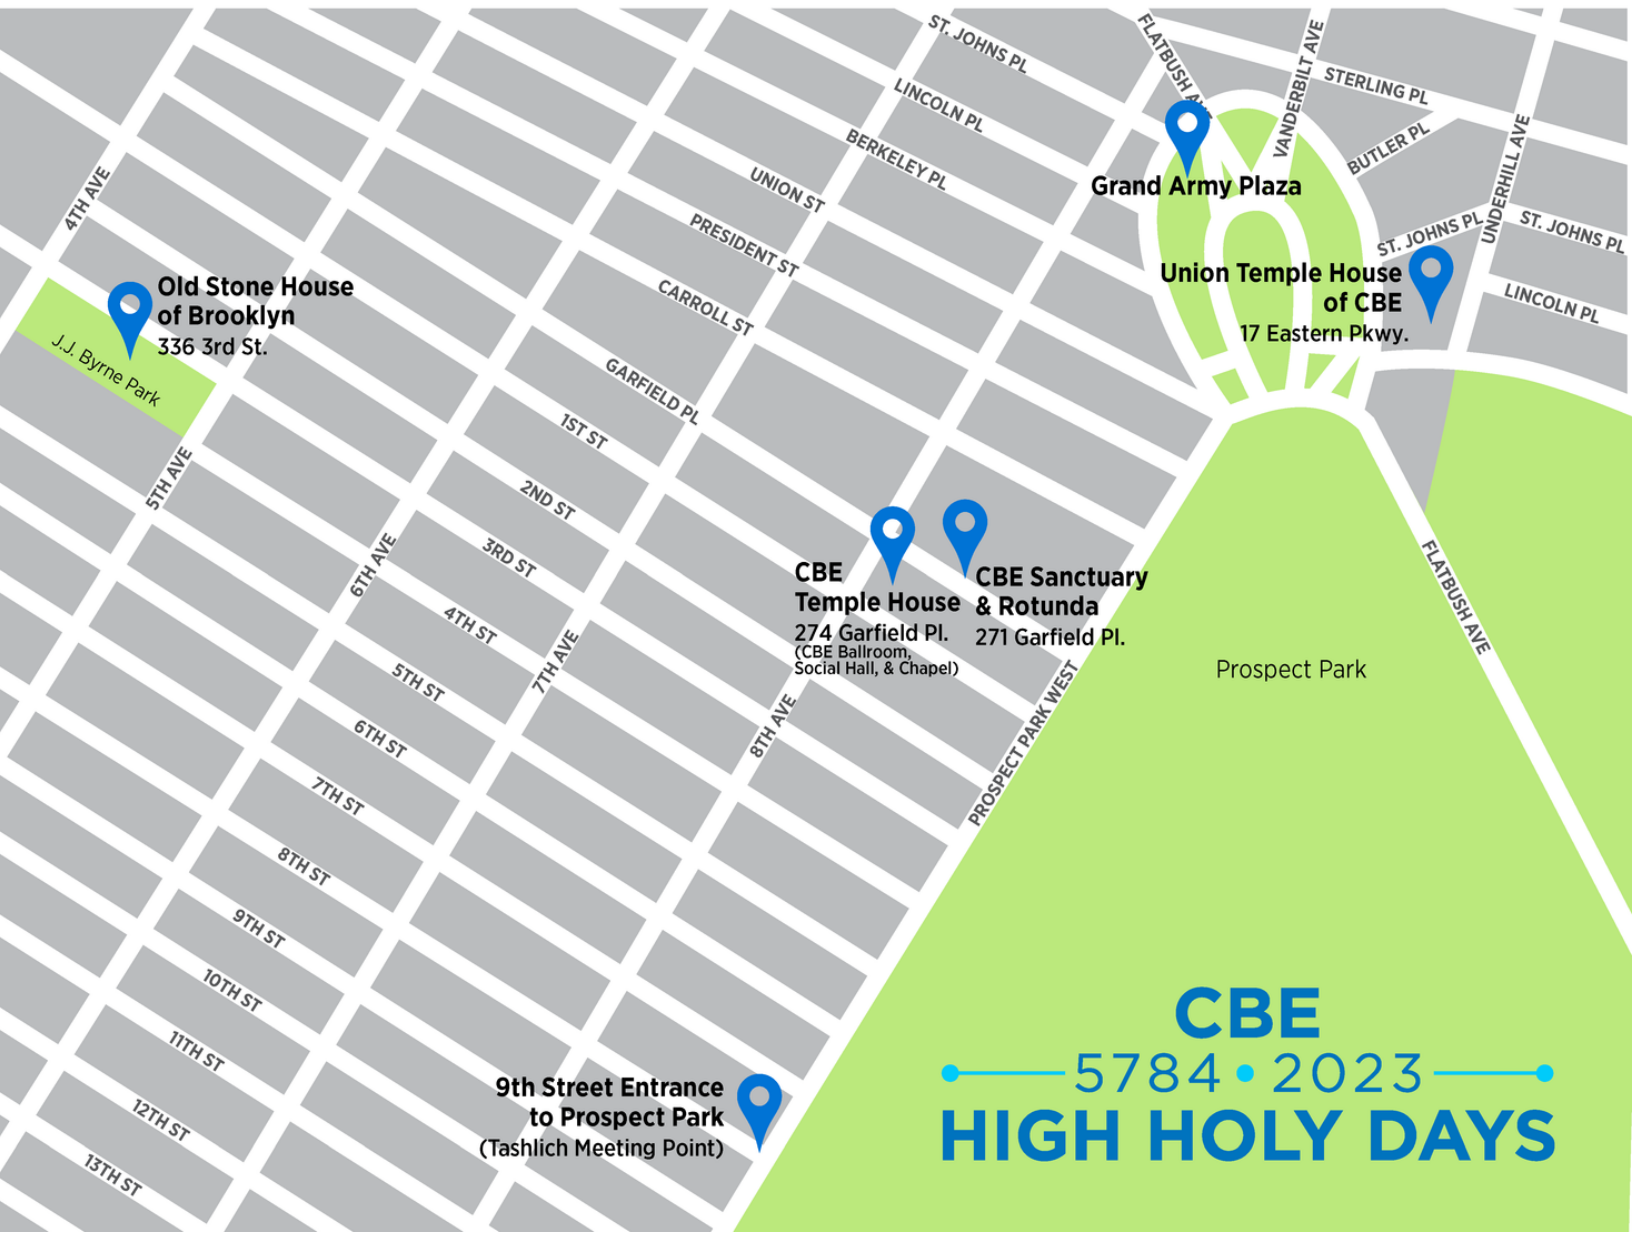 ST. JOHNS PL
FLATBUSH AVE
VANDERBILT AVE
STERLING PL
LINCOLN PL
BUTLER PL
UNDERHILL AVE
BERKELEY PL
Grand Army Plaza
UNION ST
4TH AVE
PRESIDENT ST
ST. JOHNS PL
ST. JOHNS PL
Union Temple House
of CBE
17 Eastern Pkwy.
LINCOLN PL
Old Stone House
of Brooklyn
336 3rd St.
CARROLL ST
J.J. Byrne Park
GARFIELD PL
1ST ST
5TH AVE
2ND ST
3RD ST
6TH AVE
CBE
Temple House
274 Garfield Pl.
(CBE Ballroom,
Social Hall, & Chapel)
CBE Sanctuary
& Rotunda
271 Garfield Pl.
FLATBUSH AVE
4TH ST
7TH AVE
5TH ST
Prospect Park
PROSPECT PARK WEST
8TH AVE
6TH ST
7TH ST
8TH ST
9TH ST
10TH ST
11TH ST
12TH ST
13TH ST
9th Street Entrance
to Prospect Park
(Tashlich Meeting Point)
CBE
5784 • 2023
HIGH HOLY DAYS